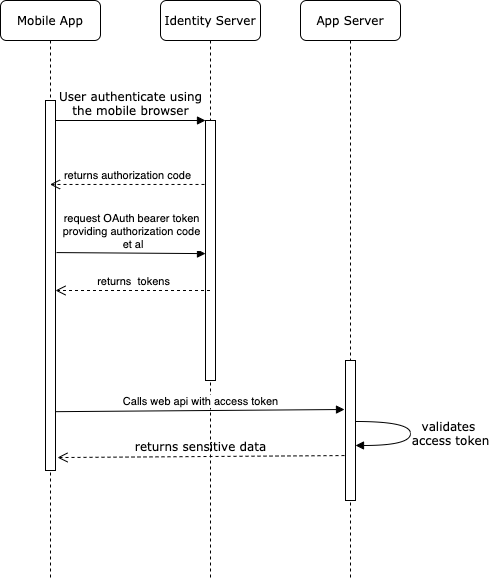 Mobile App
Identity Server
App Server
User authenticate using
the mobile browser
returns authorization code
request OAuth bearer token
providing authorization code
et al
returns tokens
Calls web api with access token
validates
access token
returns sensitive data